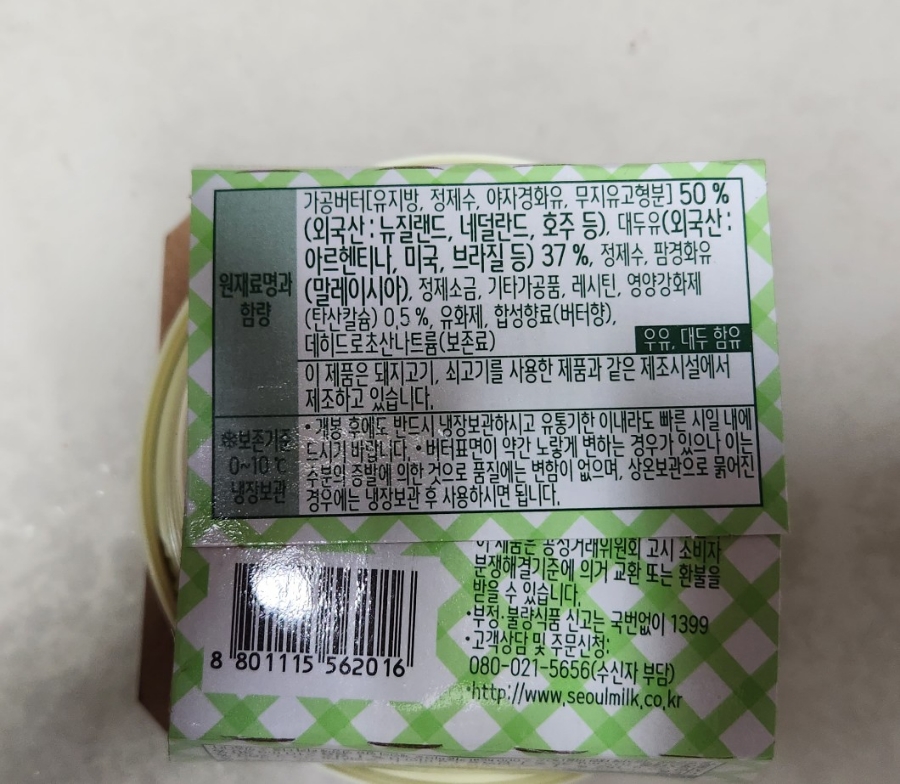 원재료명과
함량
가공버터[유지방, 정제수, 야자경화유, 무지유고형분] 50 %
(외국산 : 뉴질랜드, 네덜란드, 호주 등), 대두유(외국산 :
아르헨티나, 미국, 브라질 등) 37 %, 정제수, 팜경화유
(말레이시아), 정제소금, 기타가공품, 레시틴, 영양강화제
(탄산칼슘) 0.5 %, 유화제, 합성향료(버터향),
데히드로초산나트륨(보존료)
우유, 대두 함유
이 제품은 돼지고기, 쇠고기를 사용한 제품과 같은 제조시설에서
제조하고 있습니다.
※보존기준
0~10 ℃
냉장보관
• 개봉 후에도 반드시 냉장보관하시고 유통기한 이내라도 빠른 시일 내에
드시기 바랍니다. • 버터표면이 약간 노랗게 변하는 경우가 있으나 이는
수분의 증발에 의한 것으로 품질에는 변함이 없으며, 상온보관으로 묽어진
경우에는 냉장보관 후 사용하시면 됩니다.
이 제품은 공정거래위원회 고시 소비자
분쟁해결기준에 의거 교환 또는 환불을
받을 수 있습니다.
•부정·불량식품 신고는 국번없이 1399
•고객상담 및 주문신청:
080-021-5656(수신자 부담)
•http://www.seoulmilk.co.kr
8 801115 562016